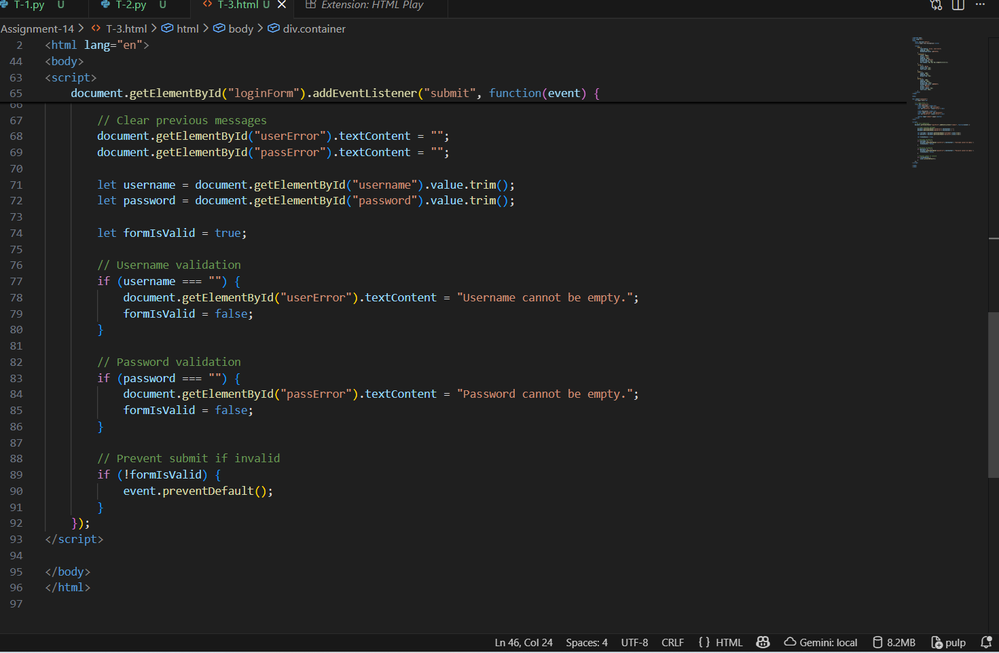 T-1.py U T-2.py U T-3.html U Extension: HTML Play
Assignment-14 > T-3.html > html > body > div.container
2 <html lang="en">
44 <body>
63 <script>
65 document.getElementById("loginForm").addEventListener("submit", function(event) {
66
67 // Clear previous messages
68 document.getElementById("userError").textContent = "";
69 document.getElementById("passError").textContent = "";
70
71 let username = document.getElementById("username").value.trim();
72 let password = document.getElementById("password").value.trim();
73
74 let formIsValid = true;
75
76 // Username validation
77 if (username === "") {
78 document.getElementById("userError").textContent = "Username cannot be empty.";
79 formIsValid = false;
80 }
81
82 // Password validation
83 if (password === "") {
84 document.getElementById("passError").textContent = "Password cannot be empty.";
85 formIsValid = false;
86 }
87
88 // Prevent submit if invalid
89 if (!formIsValid) {
90 event.preventDefault();
91 }
92 });
93 </script>
94
95 </body>
96 </html>
97
Ln 46, Col 24 Spaces: 4 UTF-8 CRLF { } HTML Gemini: local 8.2MB pulp